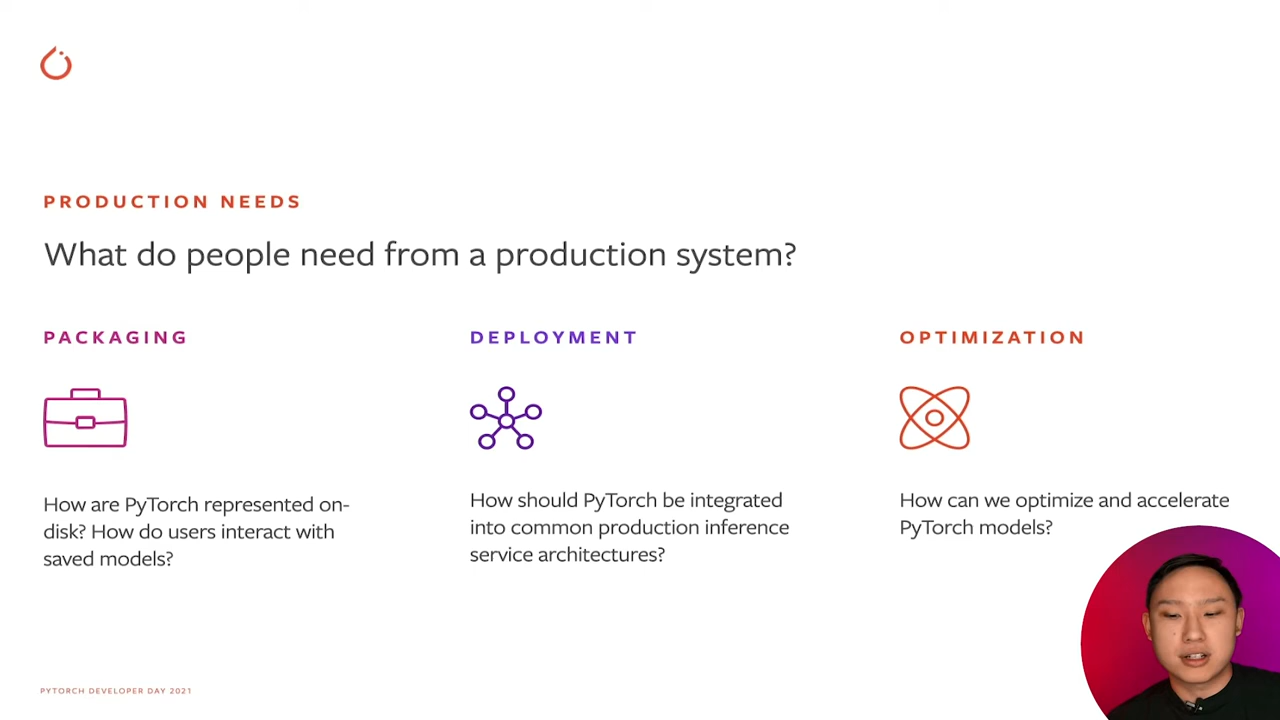 PRODUCTION NEEDS
What do people need from a production system?
PACKAGING
How are PyTorch represented on-
disk? How do users interact with
saved models?
DEPLOYMENT
How should PyTorch be integrated
into common production inference
service architectures?
OPTIMIZATION
How can we optimize and accelerate
PyTorch models?
PYTORCH DEVELOPER DAY 2021